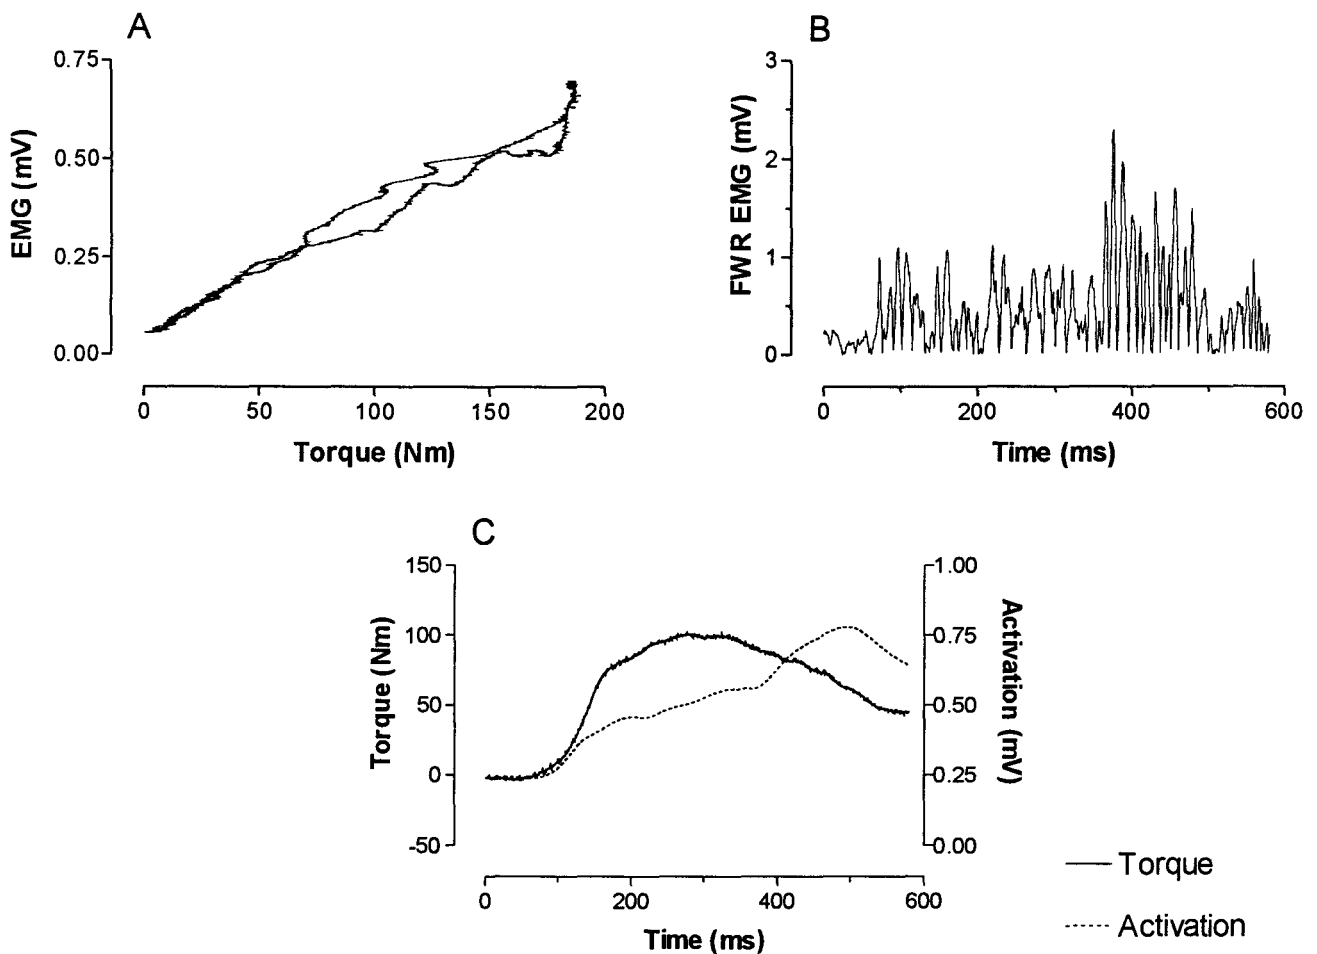 A
EMG (mV)
0.75
0.50
0.25
0.00
0 50 100 150 200
Torque (Nm)
B
FWR EMG (mV)
3
2
1
0
0 200 400 600
Time (ms)
C
Torque (Nm)
150
100
50
0
-50
1.00
0.75
0.50
0.25
0.00
Activation (mV)
0 200 400 600
Time (ms)
Torque
Activation